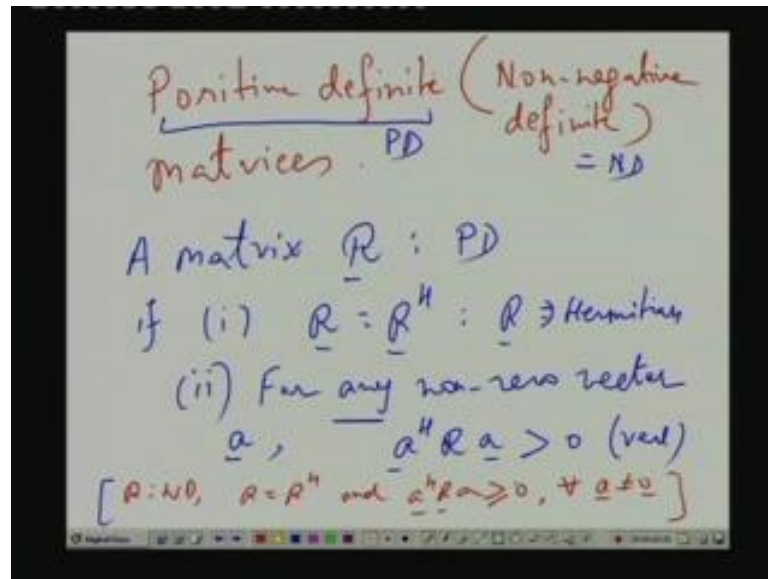 Positive definite (Non-negative
definite)
matrices. PD = ND
A matrix R : PD
if (i) R = R^H : R ∋ Hermitian
(ii) For any non-zero vector
a, a^H R a > 0 (real)
[R:ND, R = R^H and a^H R a ≥ 0, ∀ a ≠ 0]